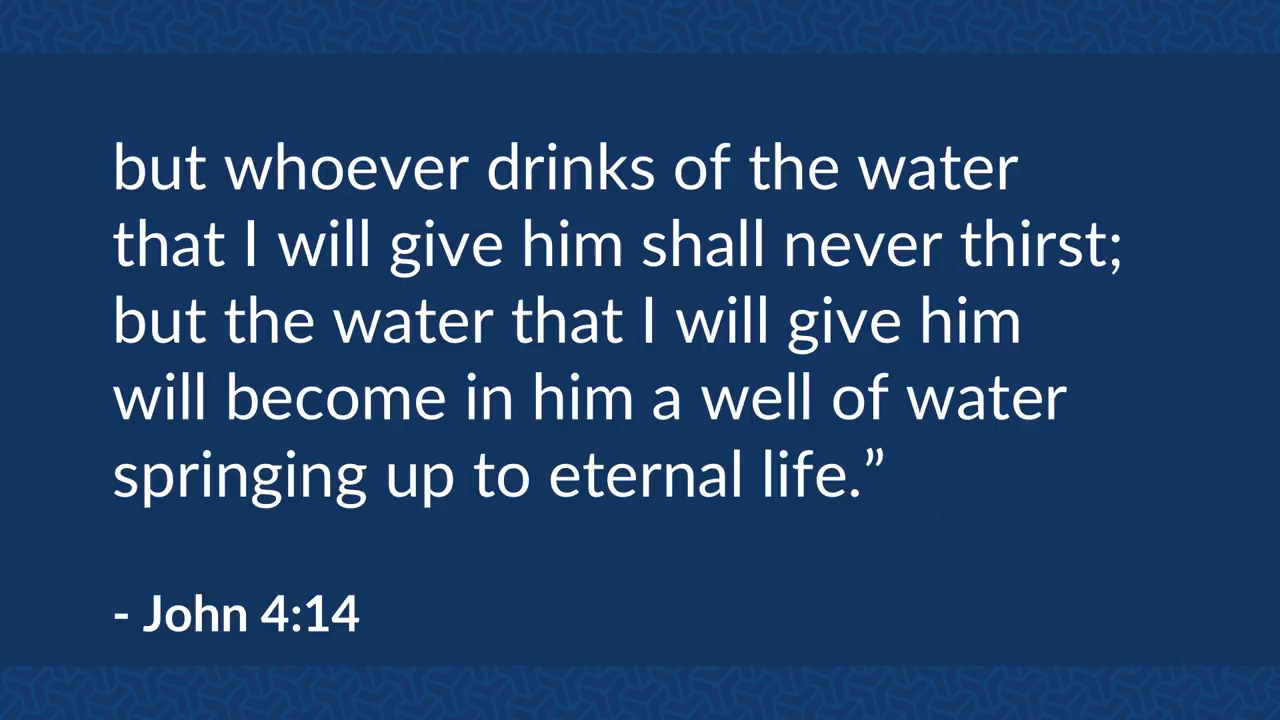 but whoever drinks of the water
that I will give him shall never thirst;
but the water that I will give him
will become in him a well of water
springing up to eternal life.”
- John 4:14